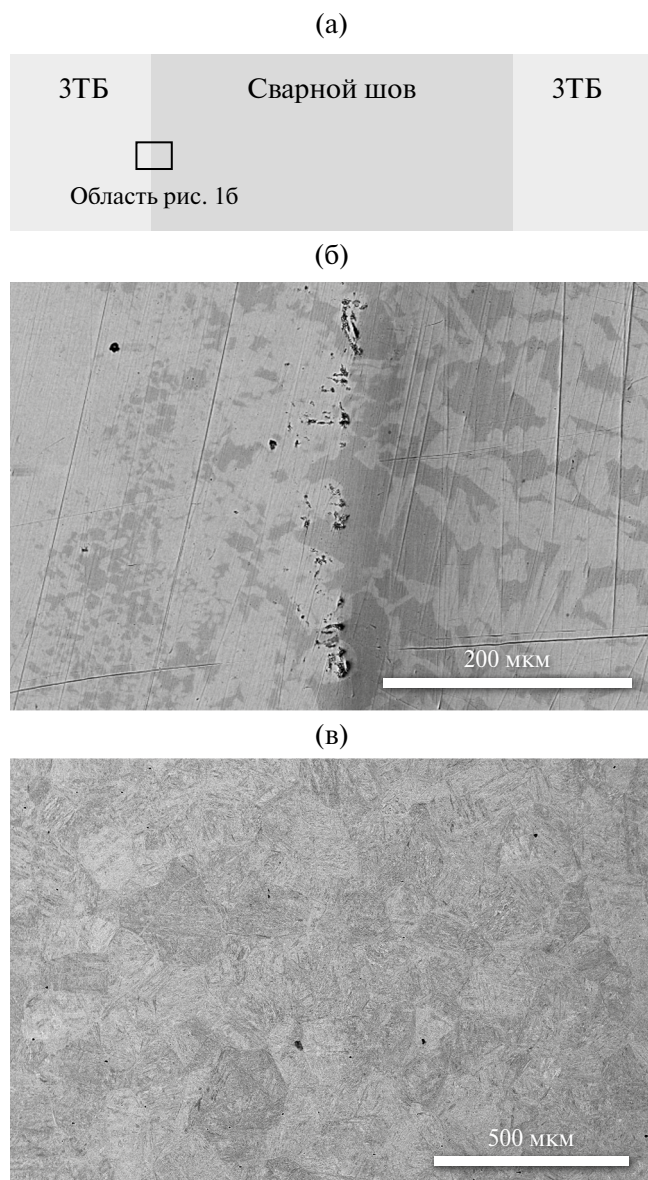 (а)
ЗТБ Сварной шов ЗТБ
Область рис. 1б
(б)
200 мкм
(в)
500 мкм